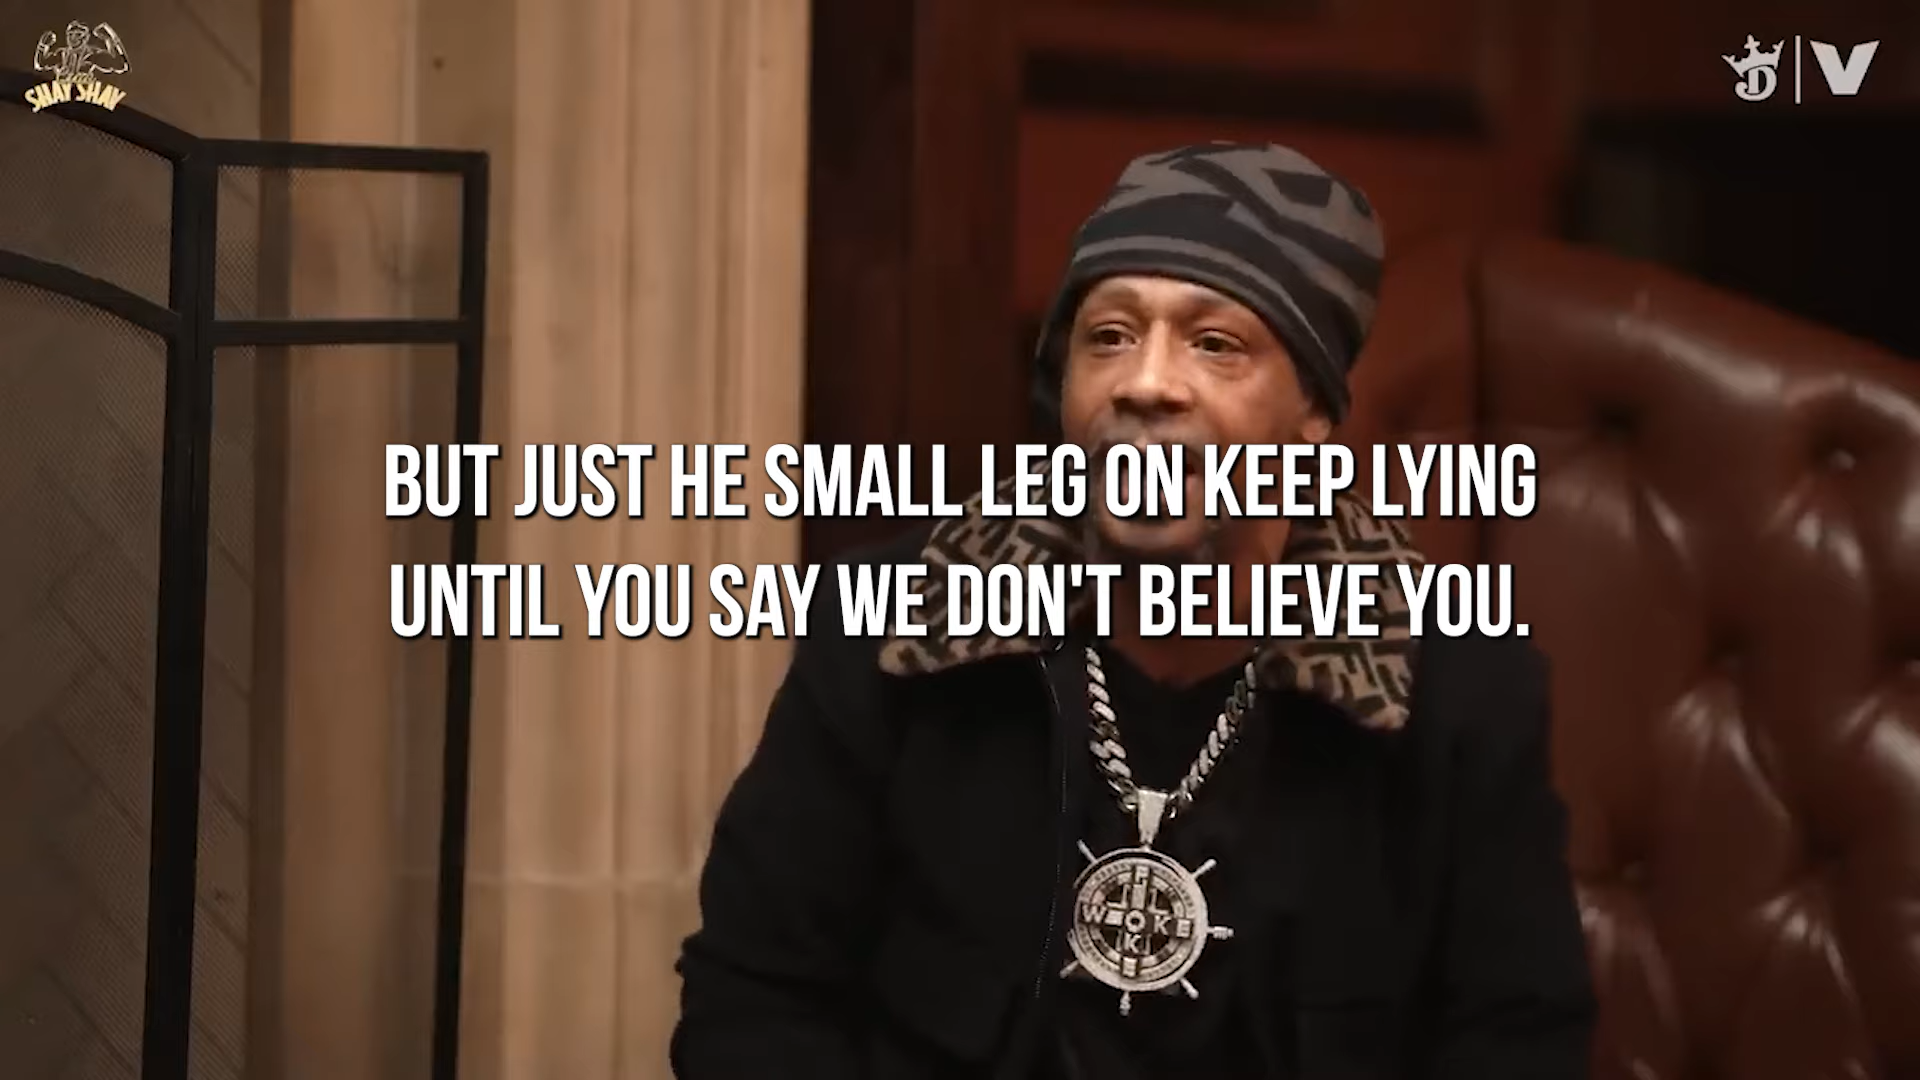 SHAY SHAY
BUT JUST HE SMALL LEG ON KEEP LYING
UNTIL YOU SAY WE DON'T BELIEVE YOU.
WOKE